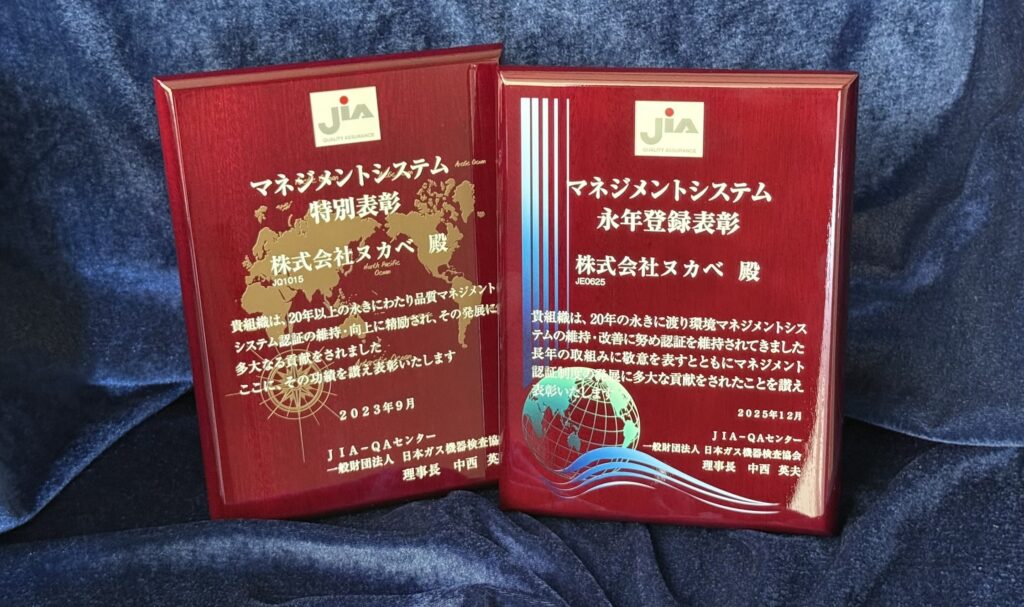 JIA
QUALITY ASSURANCE
マネジメントシステム
特別表彰
株式会社ヌカベ 殿
JQ1015
貴組織は、20年以上の永きにわたり品質マネジメント
システム認証の維持・向上に精励され、その発展に
多大なる貢献をされました
ここに、その功績を讃え表彰いたします
2023年9月
JIA-QAセンター
一般財団法人 日本ガス機器検査協
理事長 中西 英
Arctic Ocean
North Pacific
Ocean
JIA
QUALITY ASSURANCE
マネジメントシステム
永年登録表彰
株式会社ヌカベ 殿
JE0625
貴組織は、20年の永きに渡り環境マネジメントシス
テムの維持・改善に努め認証を維持されてきました
長年の取組みに敬意を表すとともにマネジメント
認証制度の発展に多大な貢献をされたことを讃え
表彰いたします
2025年12月
JIA-QAセンター
一般財団法人 日本ガス機器検査協会
理事長 中西 英夫